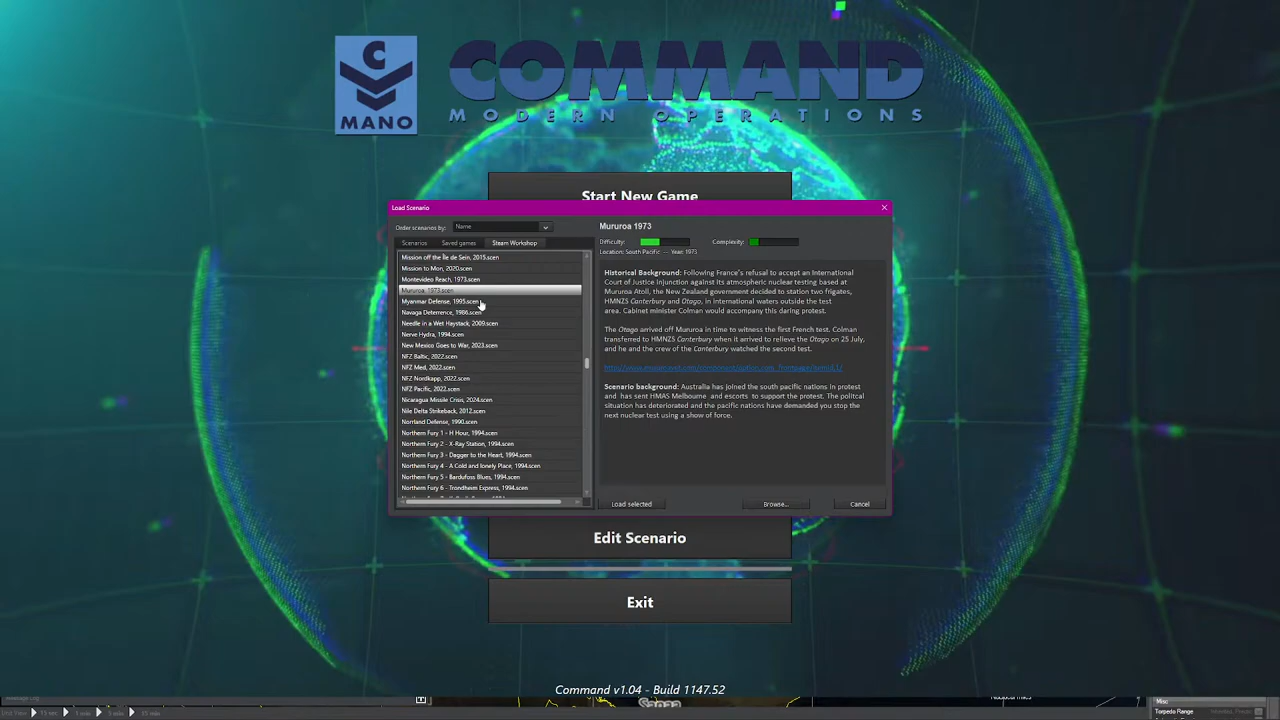 C
MANO
COMMAND
MODERN OPERATIONS
Start New Game
Load Scenario
Order scenarios by:
Name
Scenarios
Saved games
Steam Workshop
Mission off the Île de Sein, 2015.scen
Mission to Mon, 2020.scen
Montevideo Reach, 1973.scen
Mururoa, 1973.scen
Myanmar Defense, 1995.scen
Navaga Deterrence, 1986.scen
Needle in a Wet Haystack, 2009.scen
Nerve Hydra, 1994.scen
New Mexico Goes to War, 2023.scen
NFZ Baltic, 2022.scen
NFZ Med, 2022.scen
NFZ Nordkapp, 2022.scen
NFZ Pacific, 2022.scen
Nicaragua Missile Crisis, 2024.scen
Nile Delta Strikeback, 2012.scen
Norrland Defense, 1990.scen
Northern Fury 1 - H Hour, 1994.scen
Northern Fury 2 - X-Ray Station, 1994.scen
Northern Fury 3 - Dagger to the Heart, 1994.scen
Northern Fury 4 - A Cold and lonely Place, 1994.scen
Northern Fury 5 - Bardufoss Blues, 1994.scen
Northern Fury 6 - Trondheim Express, 1994.scen
Mururoa 1973
Difficulty:
Complexity:
Location: South Pacific --- Year: 1973
Historical Background: Following France's refusal to accept an International
Court of Justice Injunction against its atmospheric nuclear testing based at
Mururoa Atoll, the New Zealand government decided to station two frigates,
HMNZS Canterbury and Otago, in international waters outside the test
area. Cabinet minister Colman would accompany this daring protest.
The Otago arrived off Mururoa in time to witness the first French test. Colman
transferred to HMNZS Canterbury when it arrived to relieve the Otago on 25 July,
and he and the crew of the Canterbury watched the second test.
Scenario background: Australia has joined the south pacific nations in protest
and has sent HMAS Melbourne and escorts to support the protest. The politcal
situation has deteriorated and the pacific nations have demanded you stop the
next nuclear test using a show of force.
Load selected
Browse...
Cancel
Edit Scenario
Exit
Command v1.04 - Build 1147.52
Sanaa
15 sec
1 min
5 min
15 min
Misc
Torpedo Range